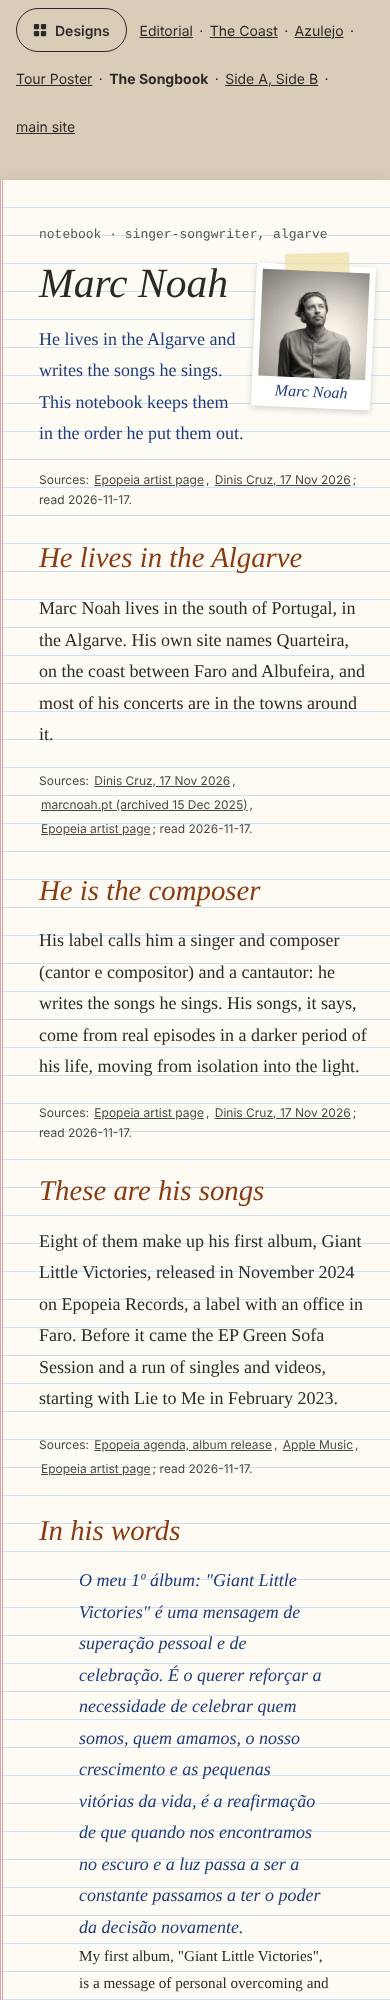 Designs Editorial · The Coast · Azulejo ·
Tour Poster · The Songbook · Side A, Side B ·
main site
notebook · singer-songwriter, algarve
Marc Noah
He lives in the Algarve and
writes the songs he sings.
This notebook keeps them
in the order he put them out.
Marc Noah
Sources: Epopeia artist page, Dinis Cruz, 17 Nov 2026;
read 2026-11-17.
He lives in the Algarve
Marc Noah lives in the south of Portugal, in
the Algarve. His own site names Quarteira,
on the coast between Faro and Albufeira, and
most of his concerts are in the towns around
it.
Sources: Dinis Cruz, 17 Nov 2026,
marcnoah.pt (archived 15 Dec 2025),
Epopeia artist page; read 2026-11-17.
He is the composer
His label calls him a singer and composer
(cantor e compositor) and a cantautor: he
writes the songs he sings. His songs, it says,
come from real episodes in a darker period of
his life, moving from isolation into the light.
Sources: Epopeia artist page, Dinis Cruz, 17 Nov 2026;
read 2026-11-17.
These are his songs
Eight of them make up his first album, Giant
Little Victories, released in November 2024
on Epopeia Records, a label with an office in
Faro. Before it came the EP Green Sofa
Session and a run of singles and videos,
starting with Lie to Me in February 2023.
Sources: Epopeia agenda, album release, Apple Music,
Epopeia artist page; read 2026-11-17.
In his words
O meu 1º álbum: "Giant Little
Victories" é uma mensagem de
superação pessoal e de
celebração. É o querer reforçar a
necessidade de celebrar quem
somos, quem amamos, o nosso
crescimento e as pequenas
vitórias da vida, é a reafirmação
de que quando nos encontramos
no escuro e a luz passa a ser a
constante passamos a ter o poder
da decisão novamente.
My first album, "Giant Little Victories",
is a message of personal overcoming and